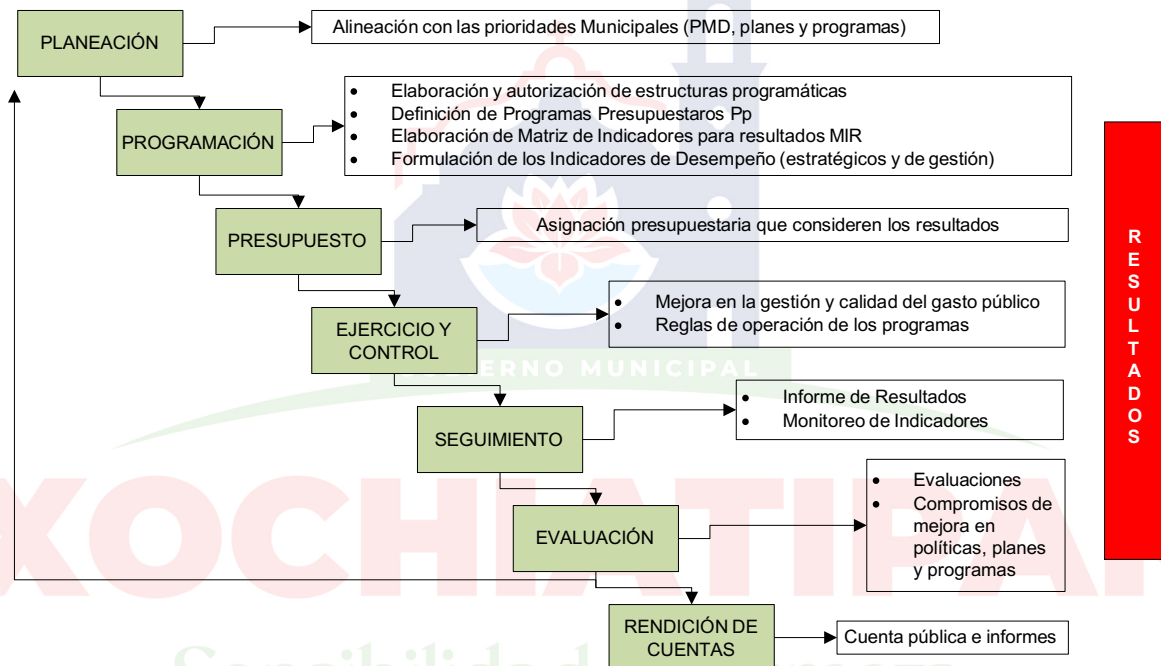 PLANEACIÓN
Alineación con las prioridades Municipales (PMD, planes y programas)
PROGRAMACIÓN
• Elaboración y autorización de estructuras programáticas
• Definición de Programas Presupuestaros Pp
• Elaboración de Matriz de Indicadores para resultados MIR
• Formulación de los Indicadores de Desempeño (estratégicos y de gestión)
PRESUPUESTO
Asignación presupuestaria que consideren los resultados
EJERCICIO Y
CONTROL
• Mejora en la gestión y calidad del gasto público
• Reglas de operación de los programas
SEGUIMIENTO
• Informe de Resultados
• Monitoreo de Indicadores
EVALUACIÓN
• Evaluaciones
• Compromisos de
mejora en
políticas, planes
y programas
RENDICIÓN DE
CUENTAS
Cuenta pública e informes
RESULTADOS
ERNO MUNICIPAL
XOCHIATIPA